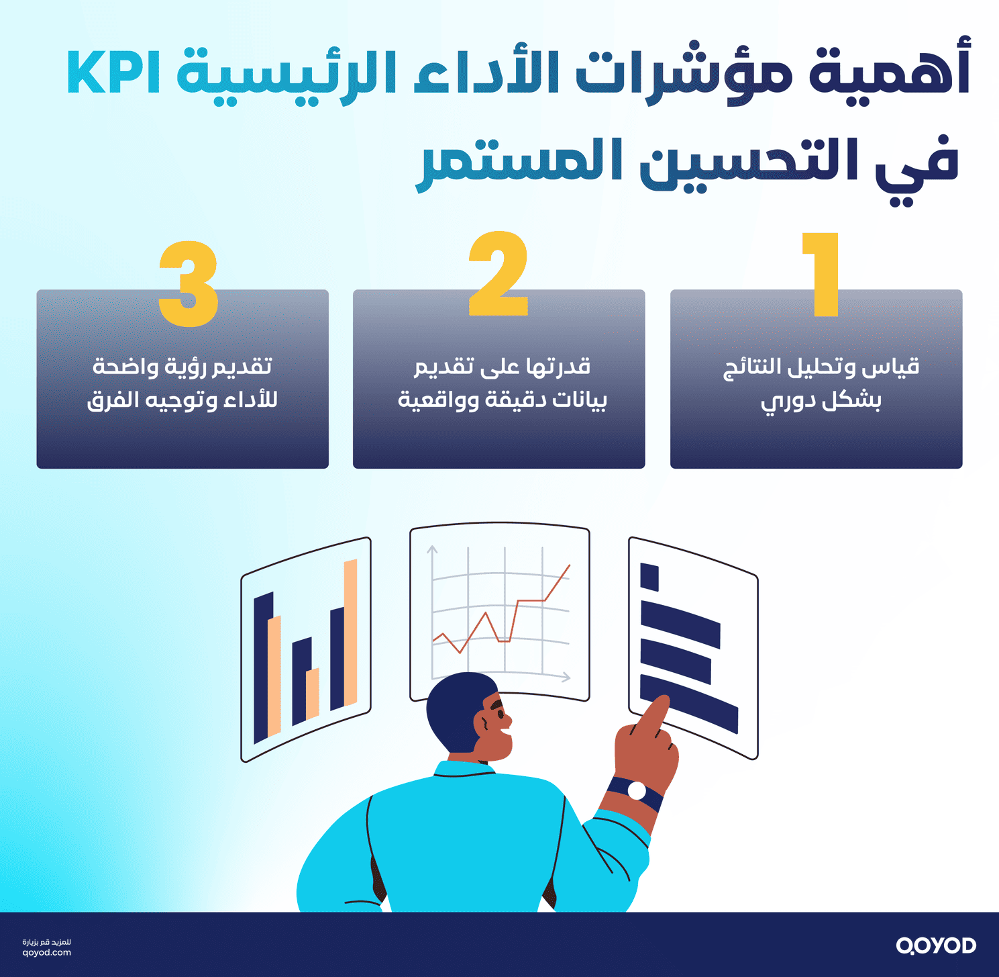 أهمية مؤشرات الأداء الرئيسية KPI
في التحسين المستمر
1
قياس وتحليل النتائج
بشكل دوري
2
قدرتها على تقديم
بيانات دقيقة وواقعية
3
تقديم رؤية واضحة
للأداء وتوجيه الفرق
QOYOD
للمزيد قم بزيارة
qoyod.com